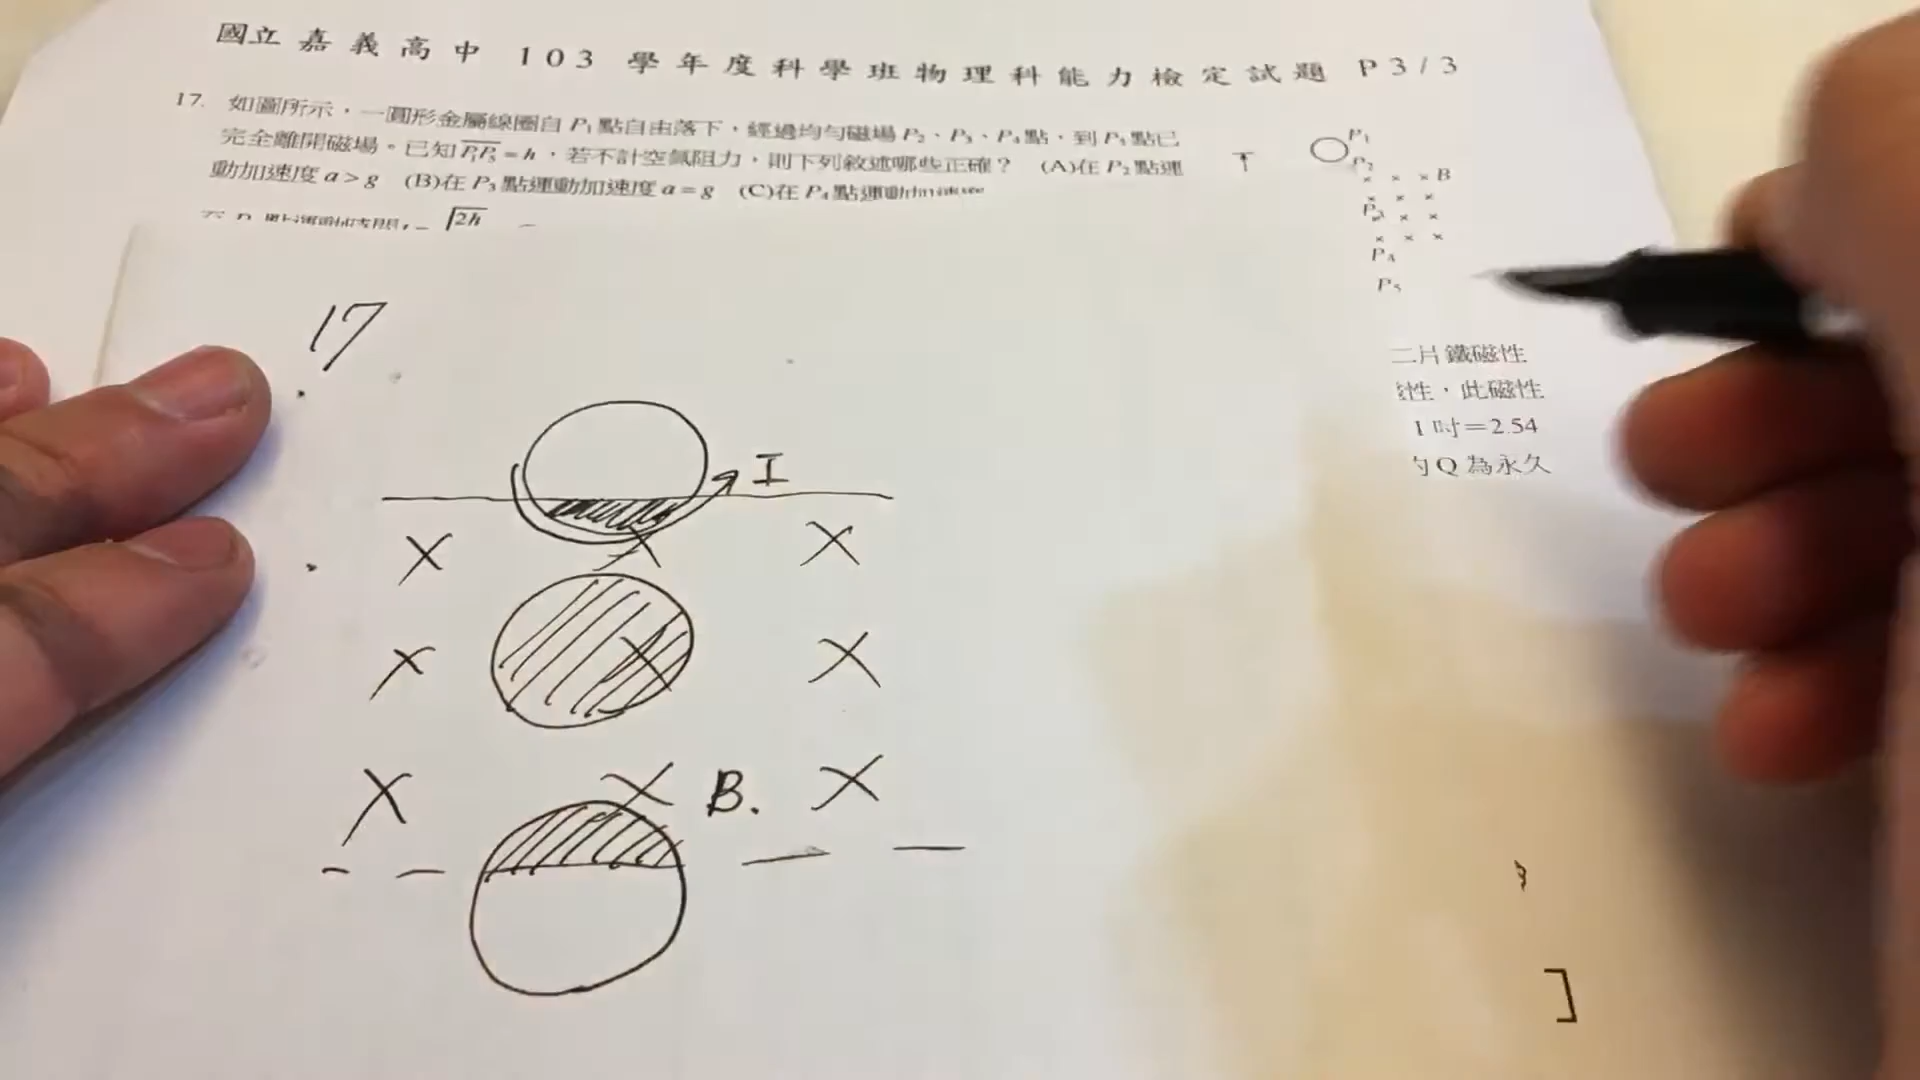 國立嘉義高中 103 學年度科學班物理科能力檢定試題 P3/3
17. 如圖所示,一圓形金屬線圈自 P₁ 點自由落下,經過均勻磁場 P₂、P₃、P₄ 點,到 P₅ 點已
完全離開磁場。已知 P₁P₅ = h,若不計空氣阻力,則下列敘述哪些正確? (A)在 P₂ 點運
動加速度 a > g (B)在 P₃ 點運動加速度 a = g (C)在 P₄ 點運動加速度
√2h
P₁
P₂
× × × B
× × ×
P₃ × × ×
× × ×
P₄
P₅
二片鐵磁性
性,此磁性
1 吋=2.54
Q 為永久
17
I
X X X
X X X
X X B. X
]